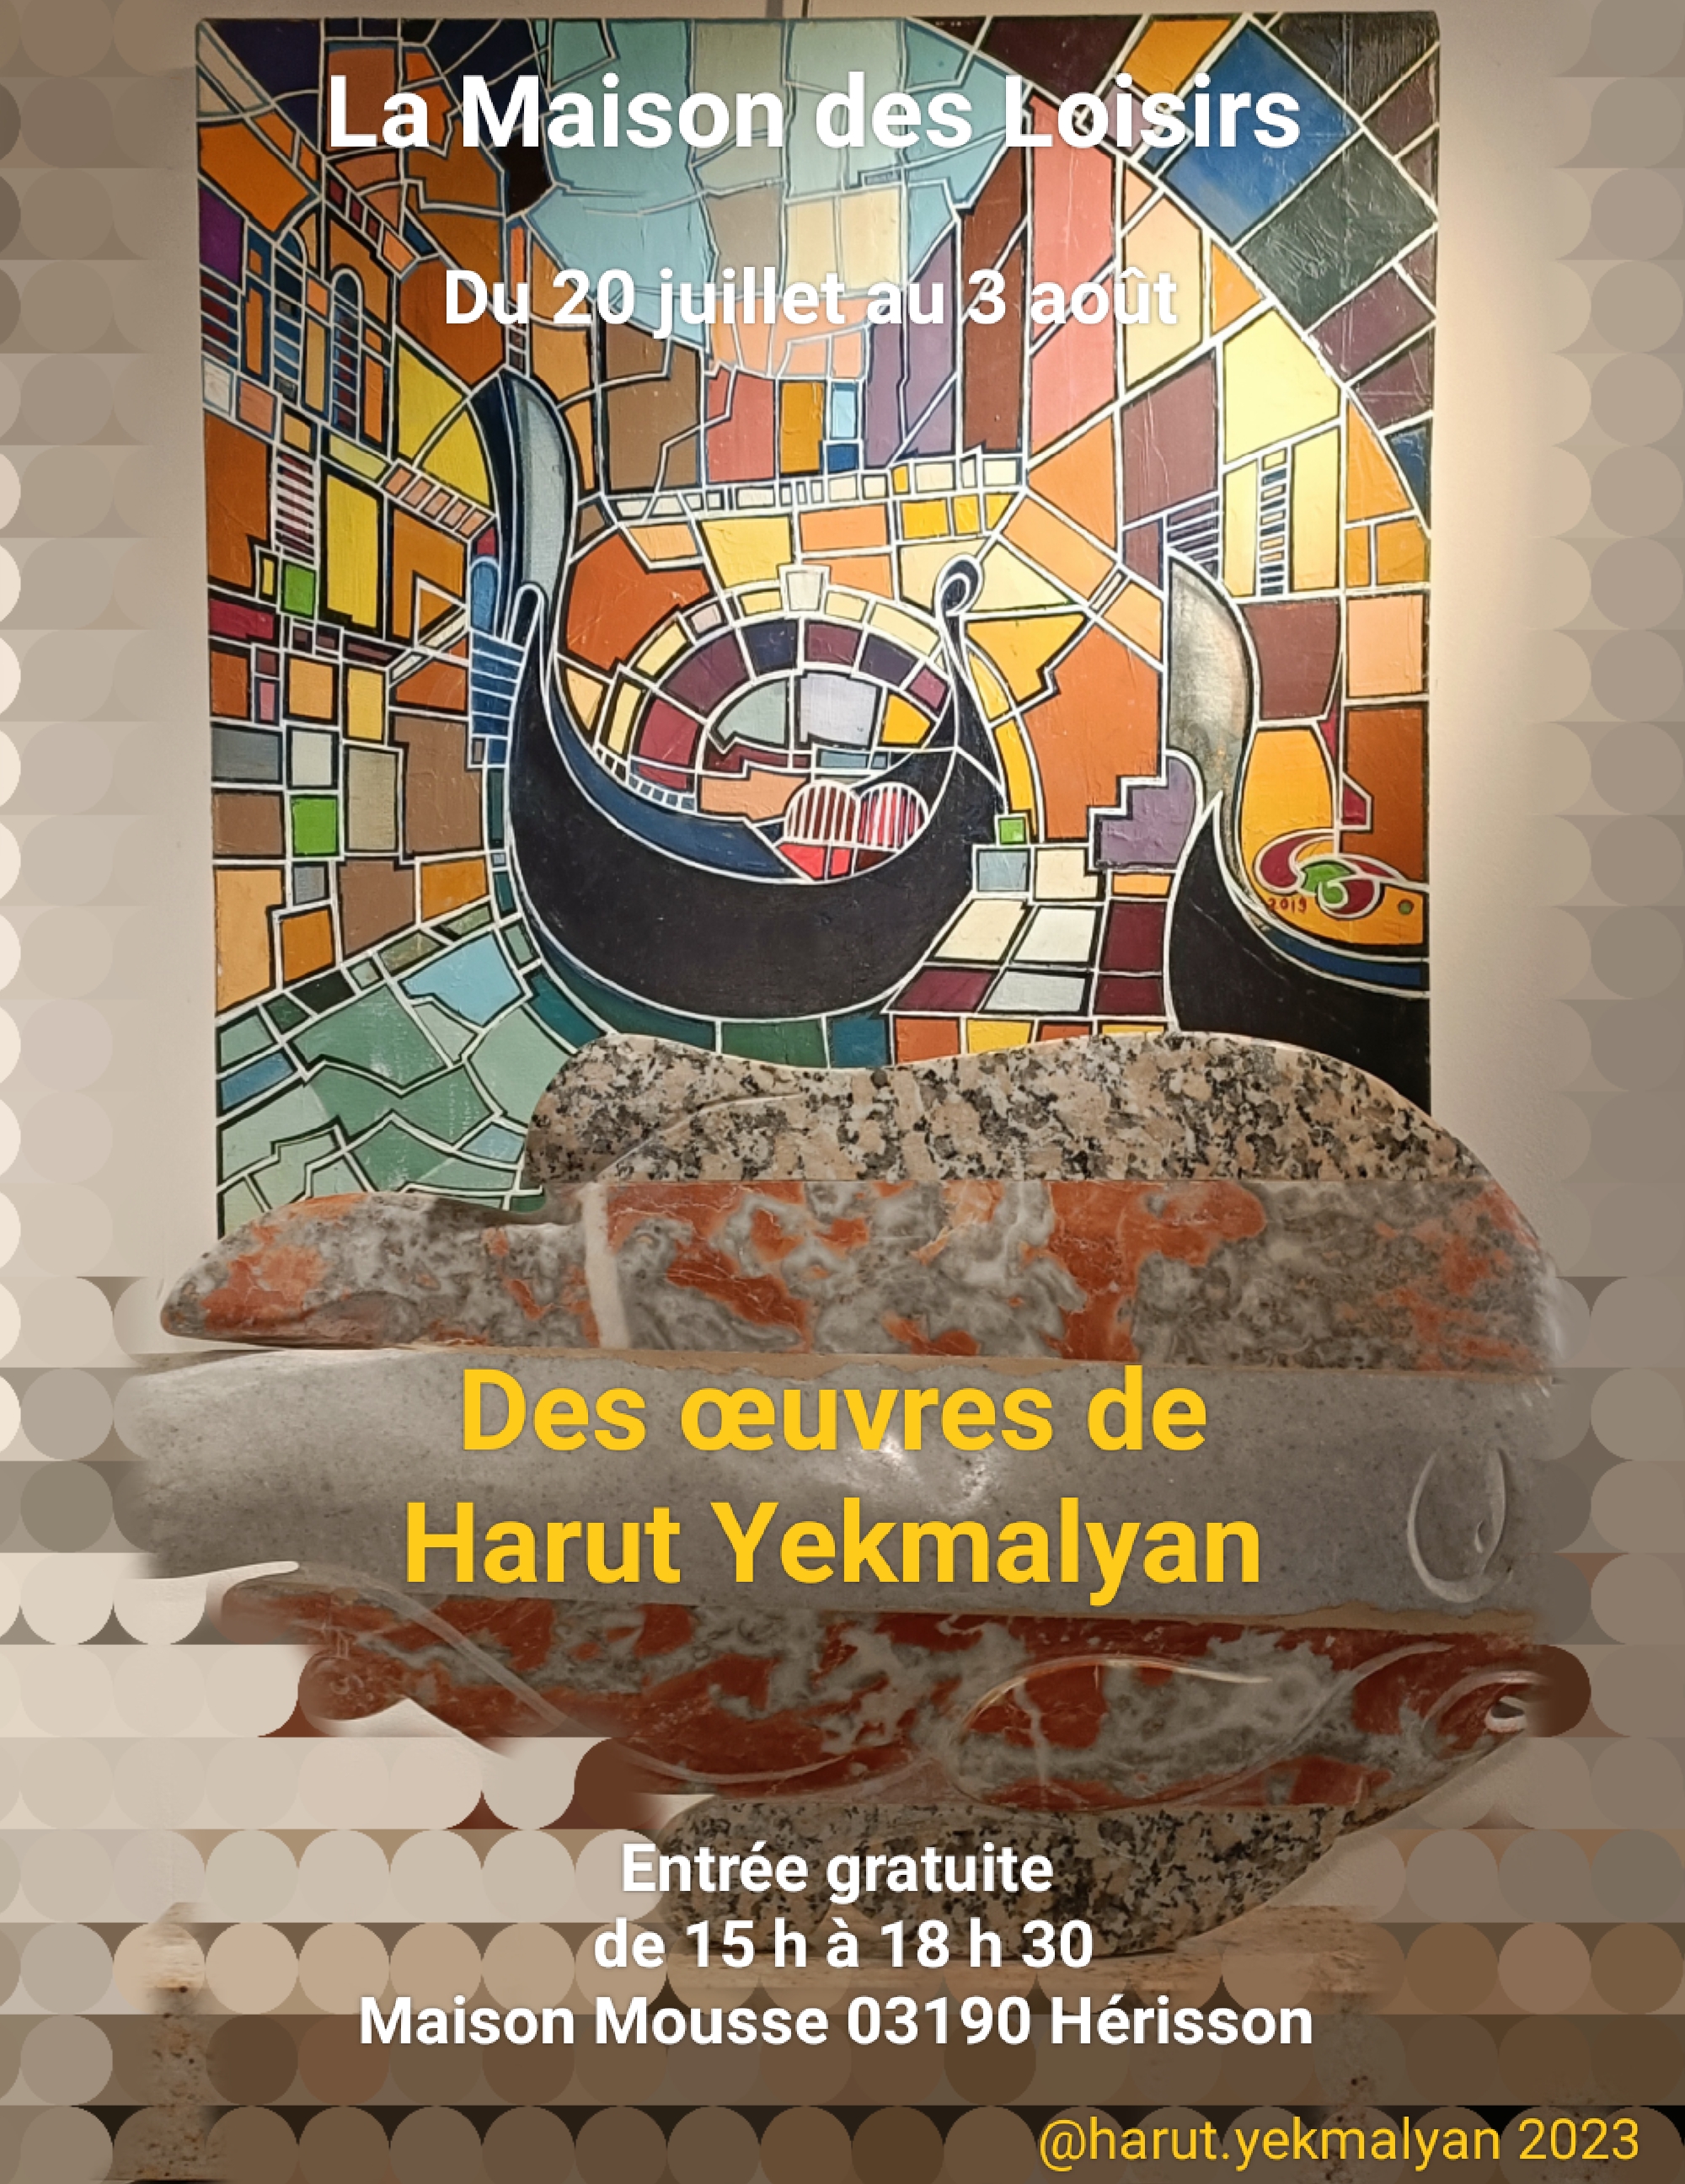 La Maison des Loisirs
Du 20 juillet au 3 août
2019
Des œuvres de
Harut Yekmalyan
Entrée gratuite
de 15 h à 18 h 30
Maison Mousse 03190 Hérisson
@harut.yekmalyan 2023